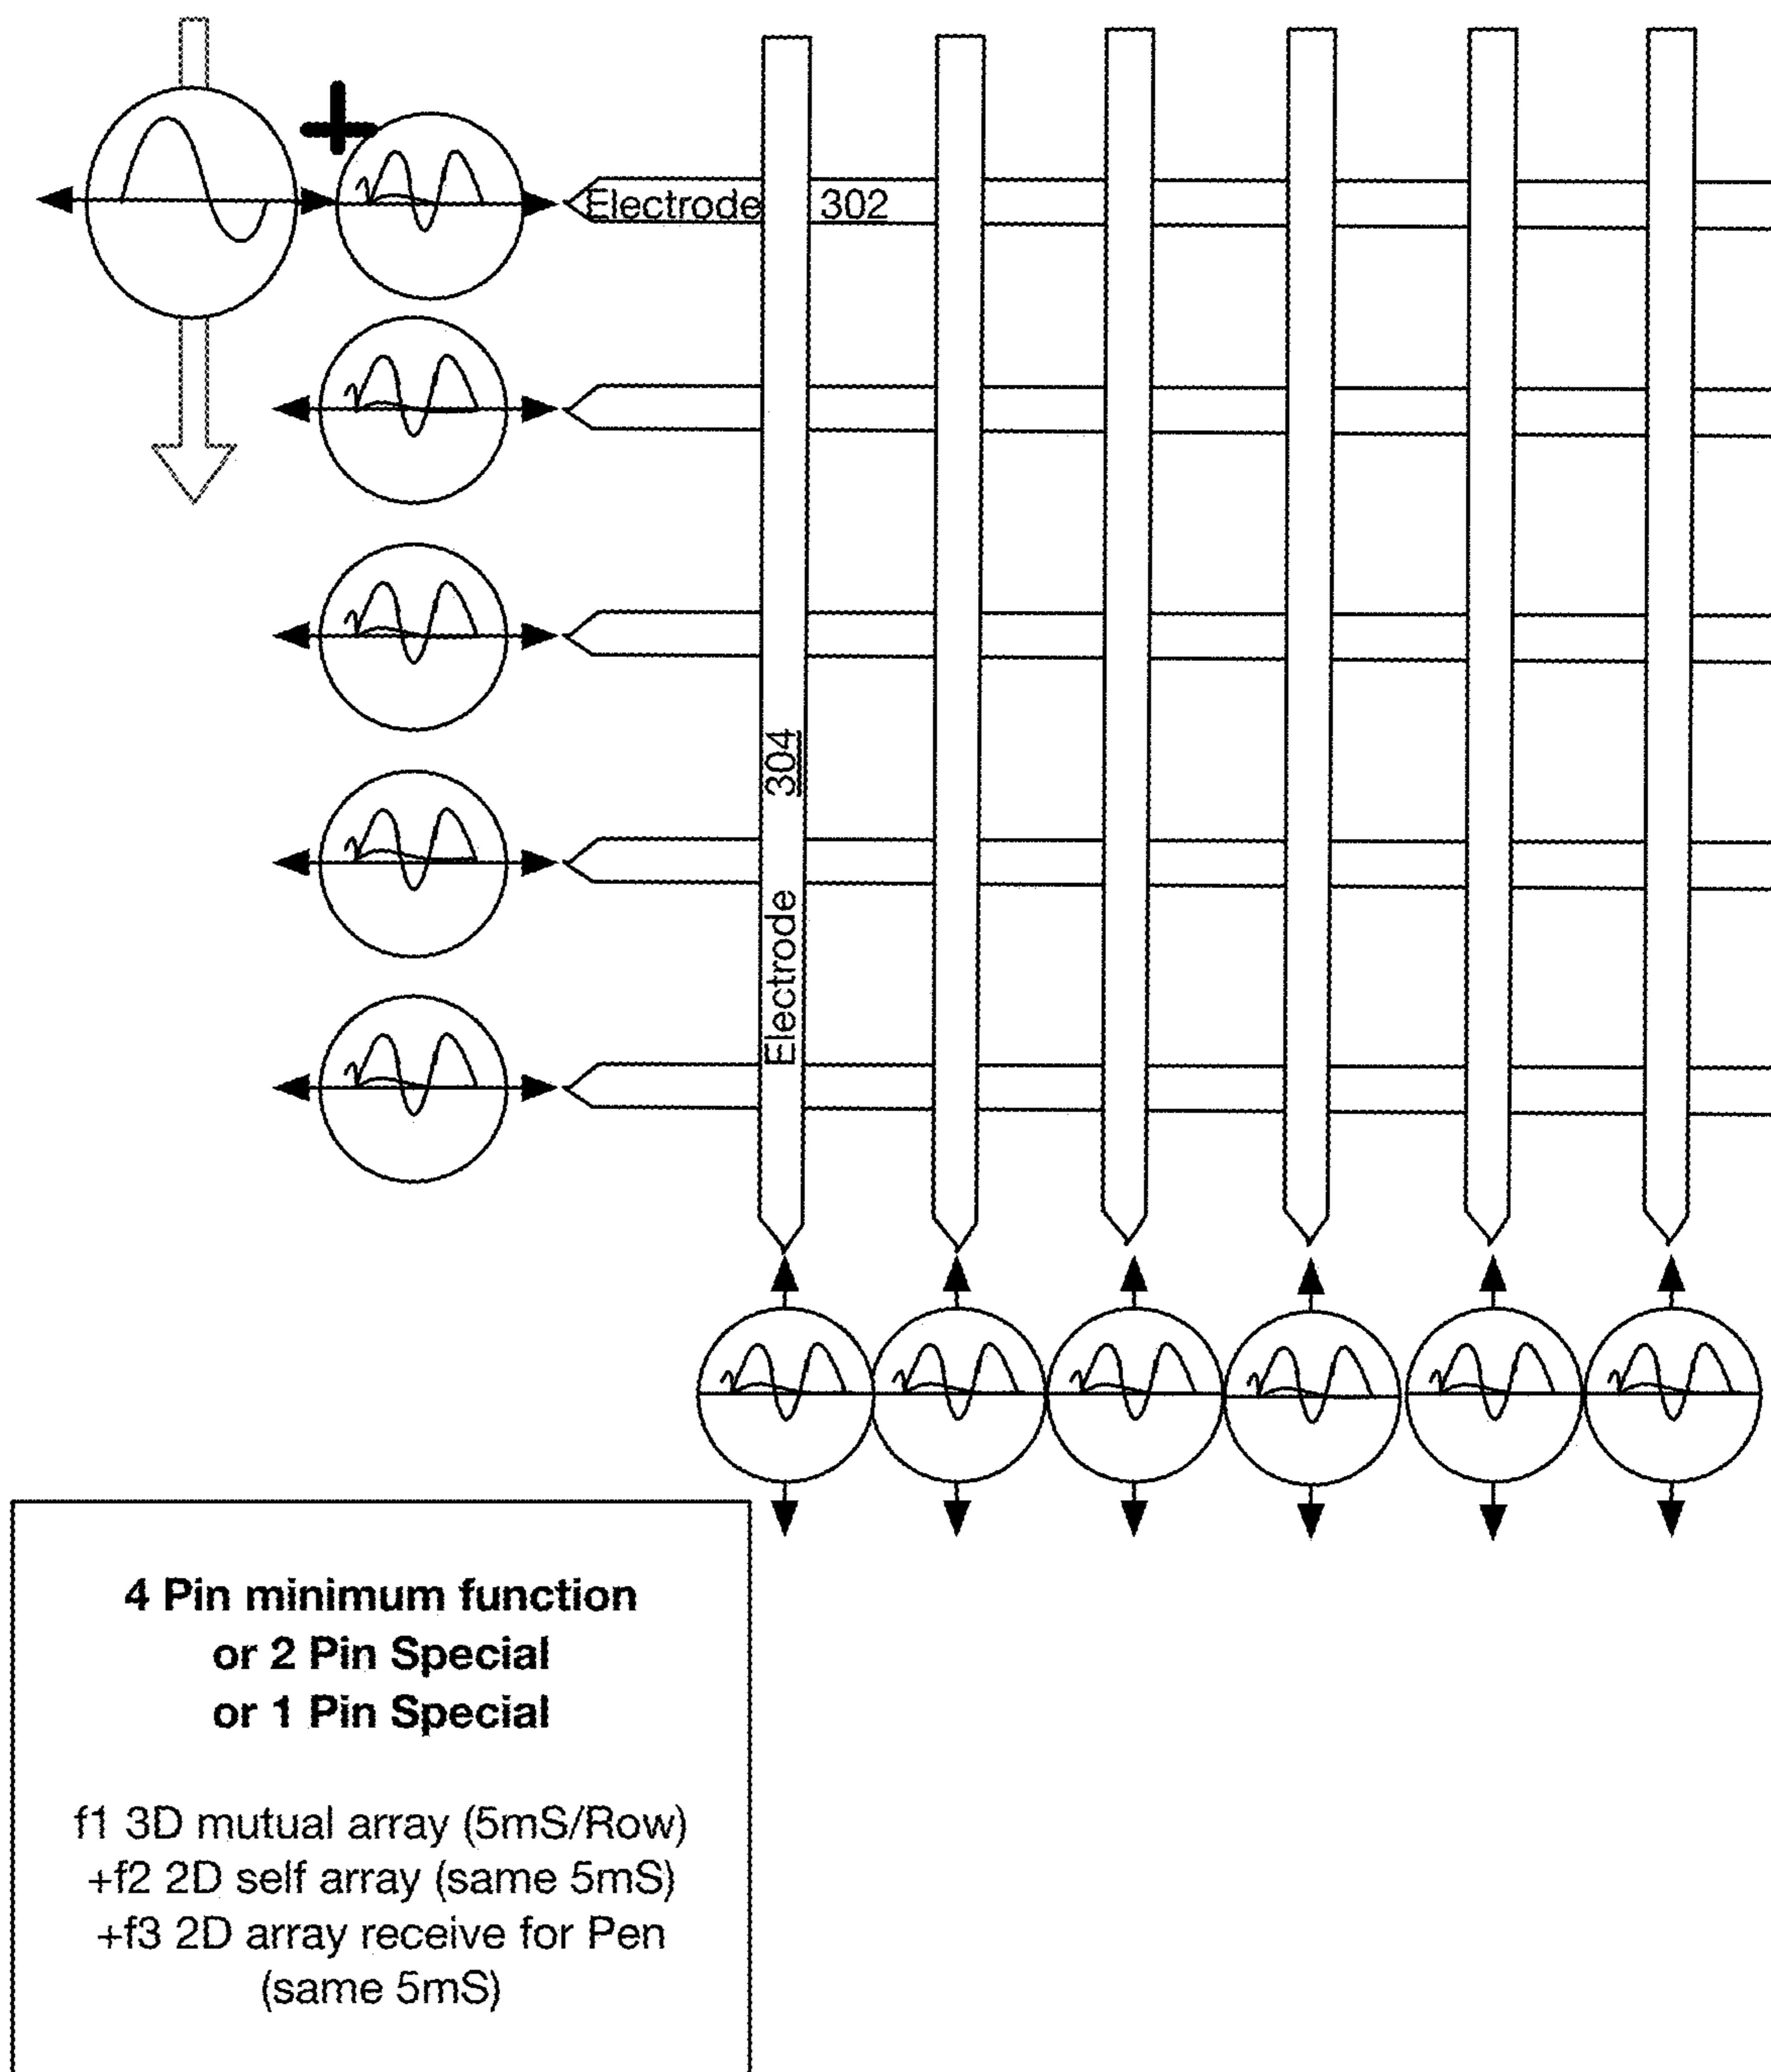 Electrode 302
Electrode 304
4 Pin minimum function
or 2 Pin Special
or 1 Pin Special
f1 3D mutual array (5mS/Row)
+f2 2D self array (same 5mS)
+f3 2D array receive for Pen
(same 5mS)